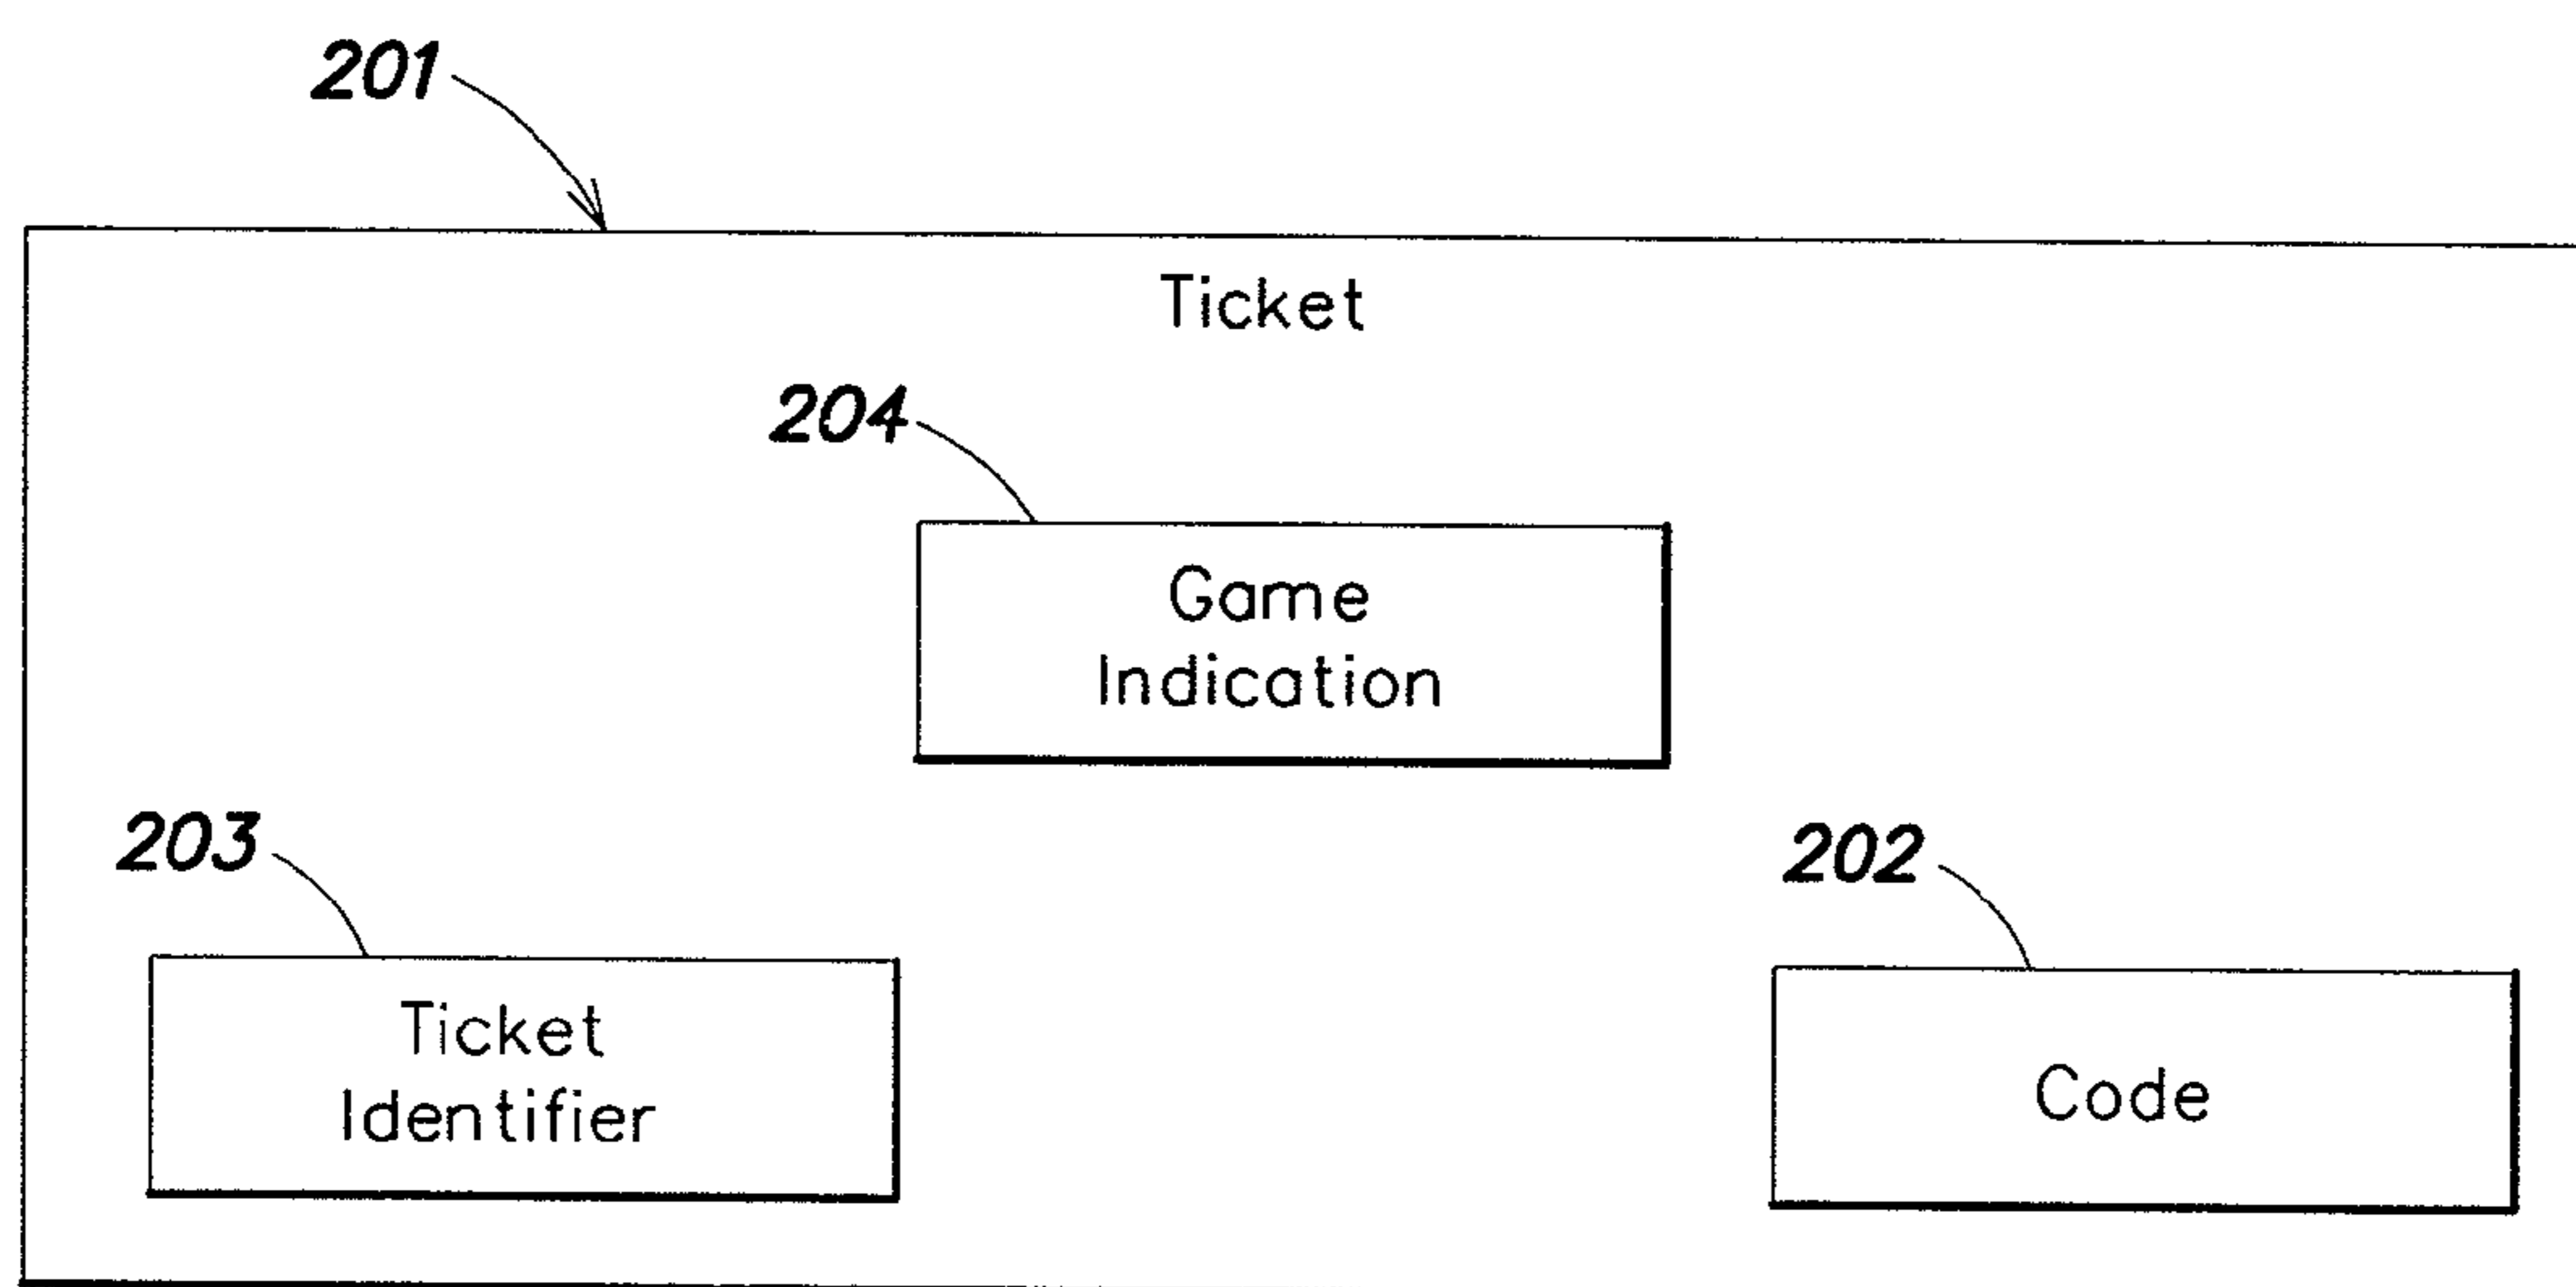 201
Ticket
204
Game
Indication
203
202
Ticket
Identifier
Code